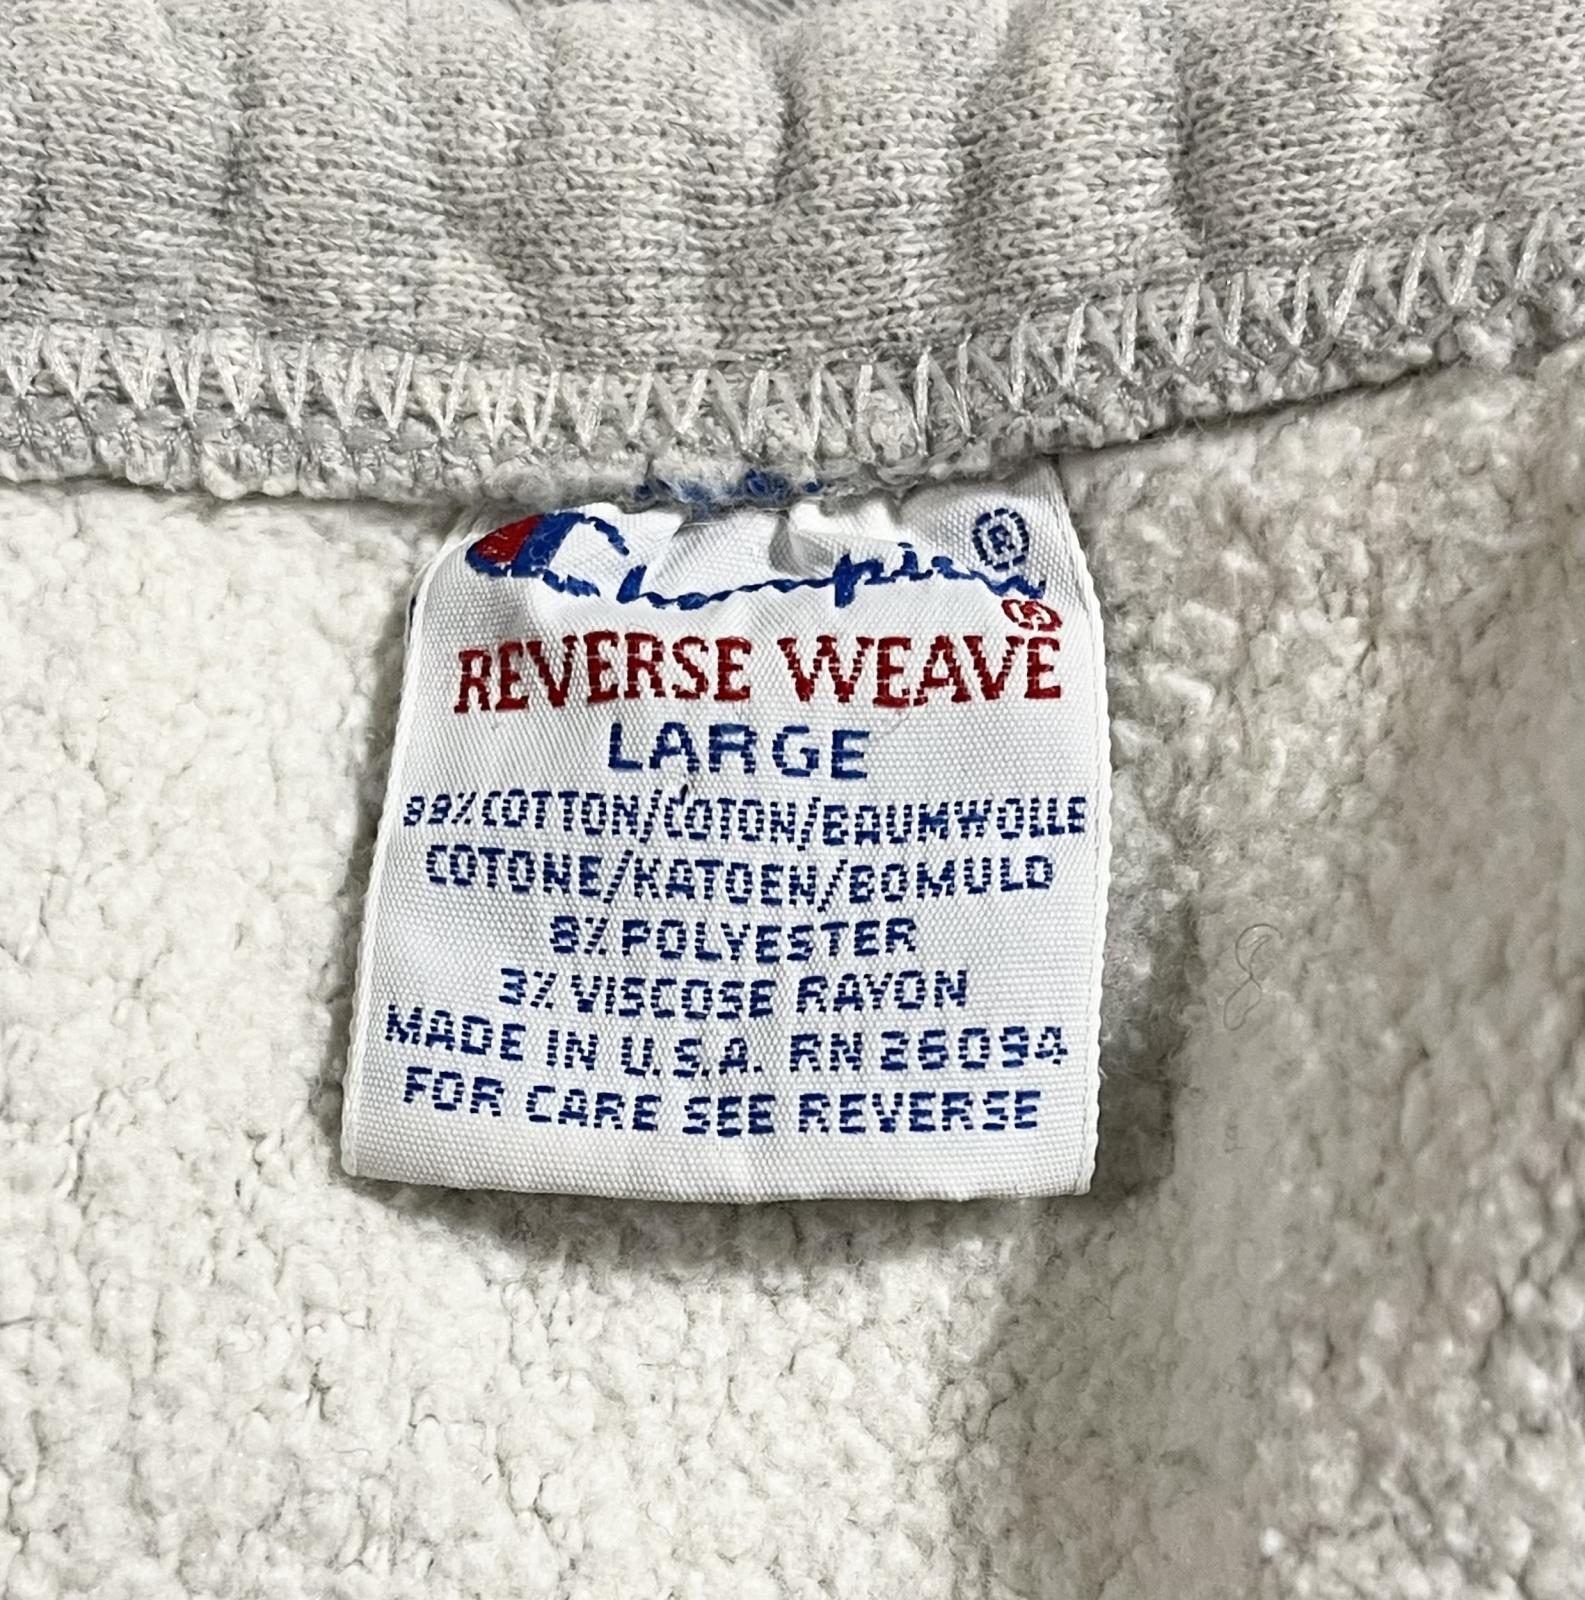 Champion ®
REVERSE WEAVE ®
LARGE
89% COTTON/COTON/BAUMWOLLE
COTONE/KATOEN/BOMULD
8% POLYESTER
3% VISCOSE RAYON
MADE IN U.S.A. RN 26094
FOR CARE SEE REVERSE